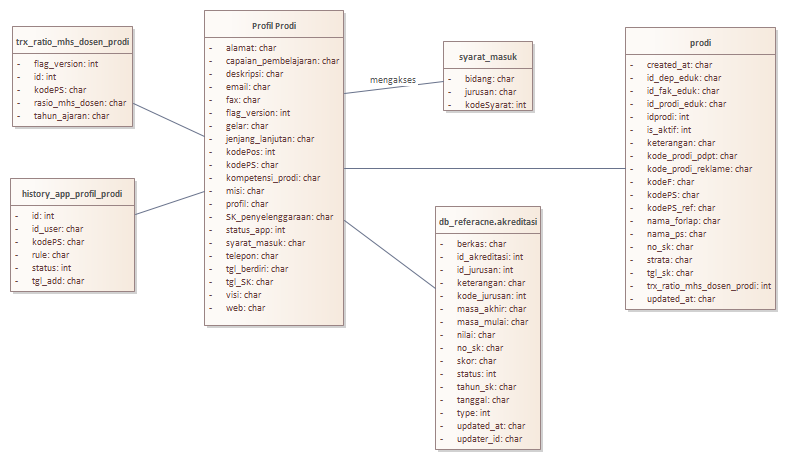 trx_ratio_mhs_dosen_prodi
- flag_version: int
- id: int
- kodePS: char
- rasio_mhs_dosen: char
- tahun_ajaran: char
history_app_profil_prodi
- id: int
- id_user: char
- kodePS: char
- rule: char
- status: int
- tgl_add: char
Profil Prodi
- alamat: char
- capaian_pembelajaran: char
- deskripsi: char
- email: char
- fax: char
- flag_version: int
- gelar: char
- jenjang_lanjutan: char
- kodePos: int
- kodePS: char
- kompetensi_prodi: char
- misi: char
- profil: char
- SK_penyelenggaraan: char
- status_app: int
- syarat_masuk: char
- telepon: char
- tgl_berdiri: char
- tgl_SK: char
- visi: char
- web: char
mengakses
syarat_masuk
- bidang: char
- jurusan: char
- kodeSyarat: int
db_referacne.akreditasi
- berkas: char
- id_akreditasi: int
- id_jurusan: int
- keterangan: char
- kode_jurusan: int
- masa_akhir: char
- masa_mulai: char
- nilai: char
- no_sk: char
- skor: char
- status: int
- tahun_sk: char
- tanggal: char
- type: int
- updated_at: char
- updater_id: char
prodi
- created_at: char
- id_dep_eduk: char
- id_fak_eduk: char
- id_prodi_eduk: char
- idprodi: int
- is_aktif: int
- keterangan: char
- kode_prodi_pdpt: char
- kode_prodi_reklame: char
- kodeF: char
- kodePS: char
- kodePS_ref: char
- nama_forlap: char
- nama_ps: char
- no_sk: char
- strata: char
- tgl_sk: char
- trx_ratio_mhs_dosen_prodi: int
- updated_at: char